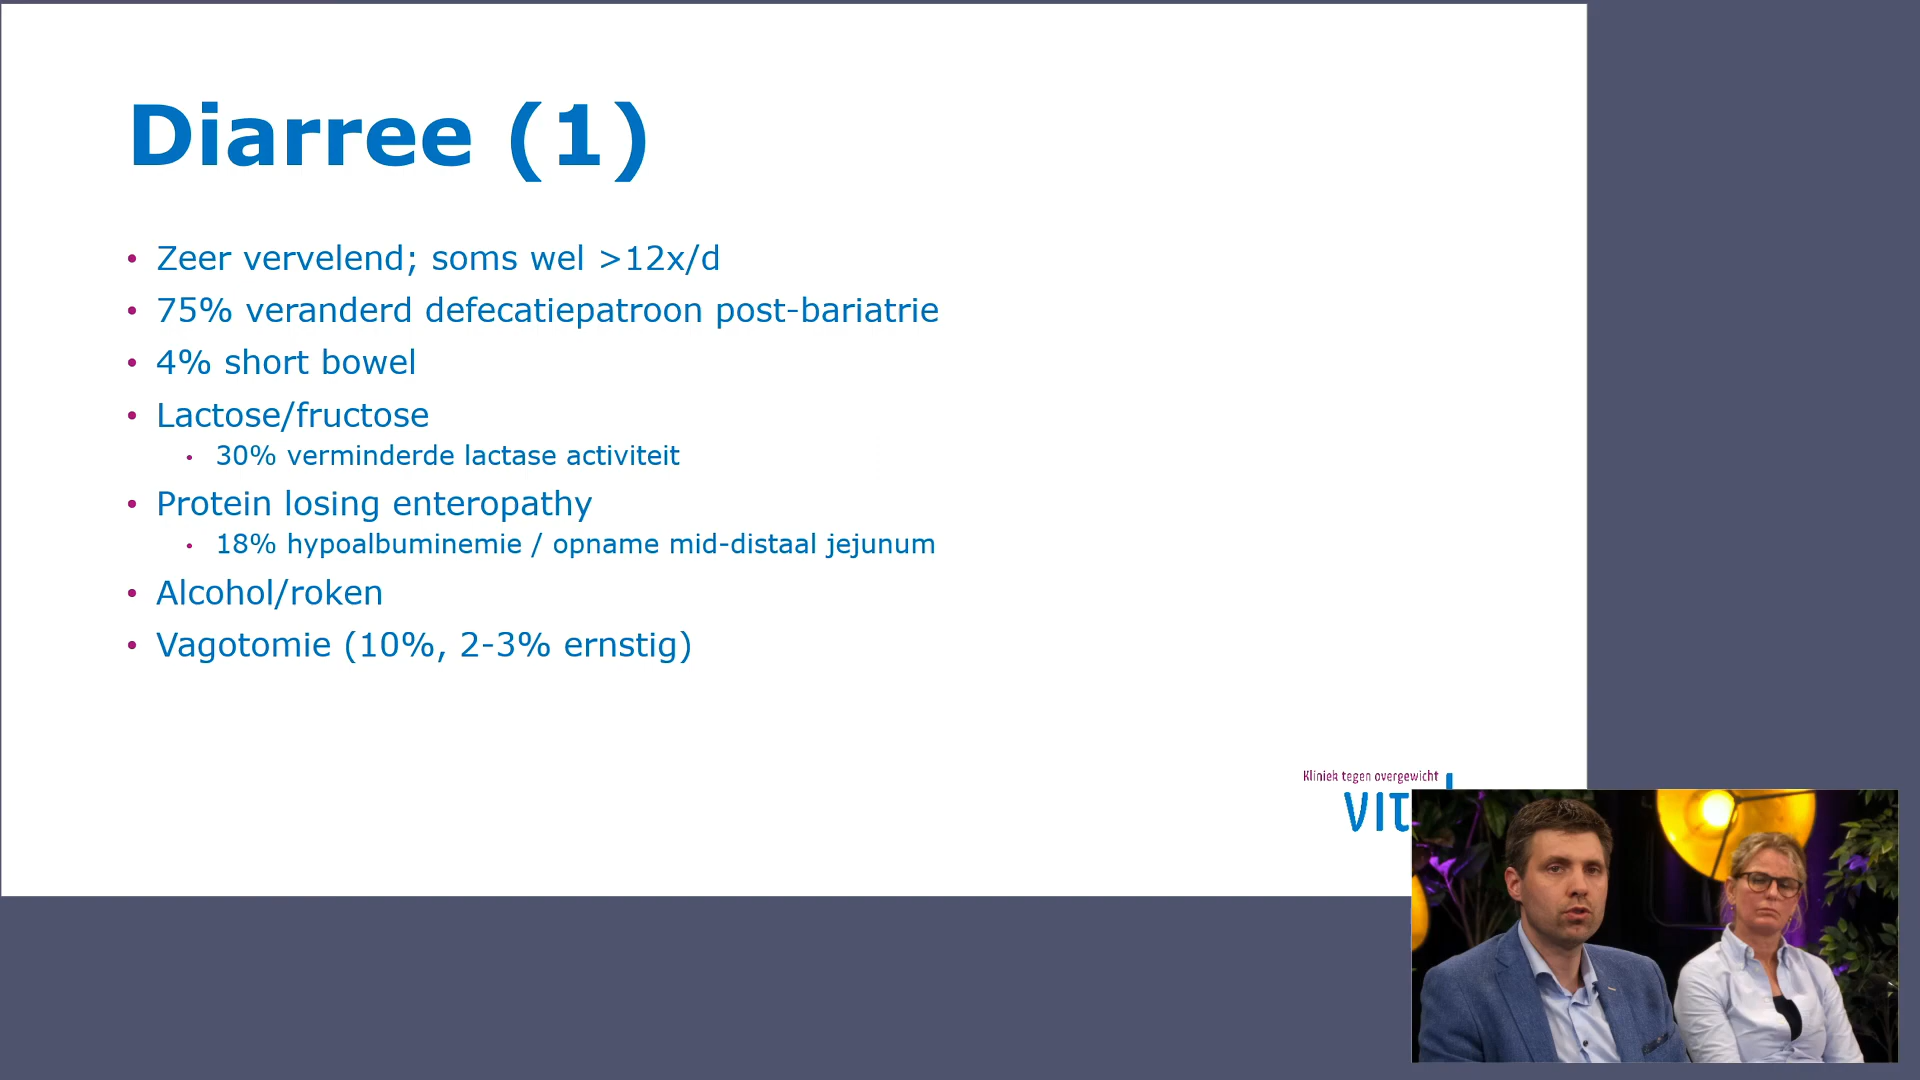 Diarree (1)
• Zeer vervelend; soms wel >12x/d
• 75% veranderd defecatiepatroon post-bariatrie
• 4% short bowel
• Lactose/fructose
• 30% verminderde lactase activiteit
• Protein losing enteropathy
• 18% hypoalbuminemie / opname mid-distaal jejunum
• Alcohol/roken
• Vagotomie (10%, 2-3% ernstig)
Kliniek tegen overgewicht